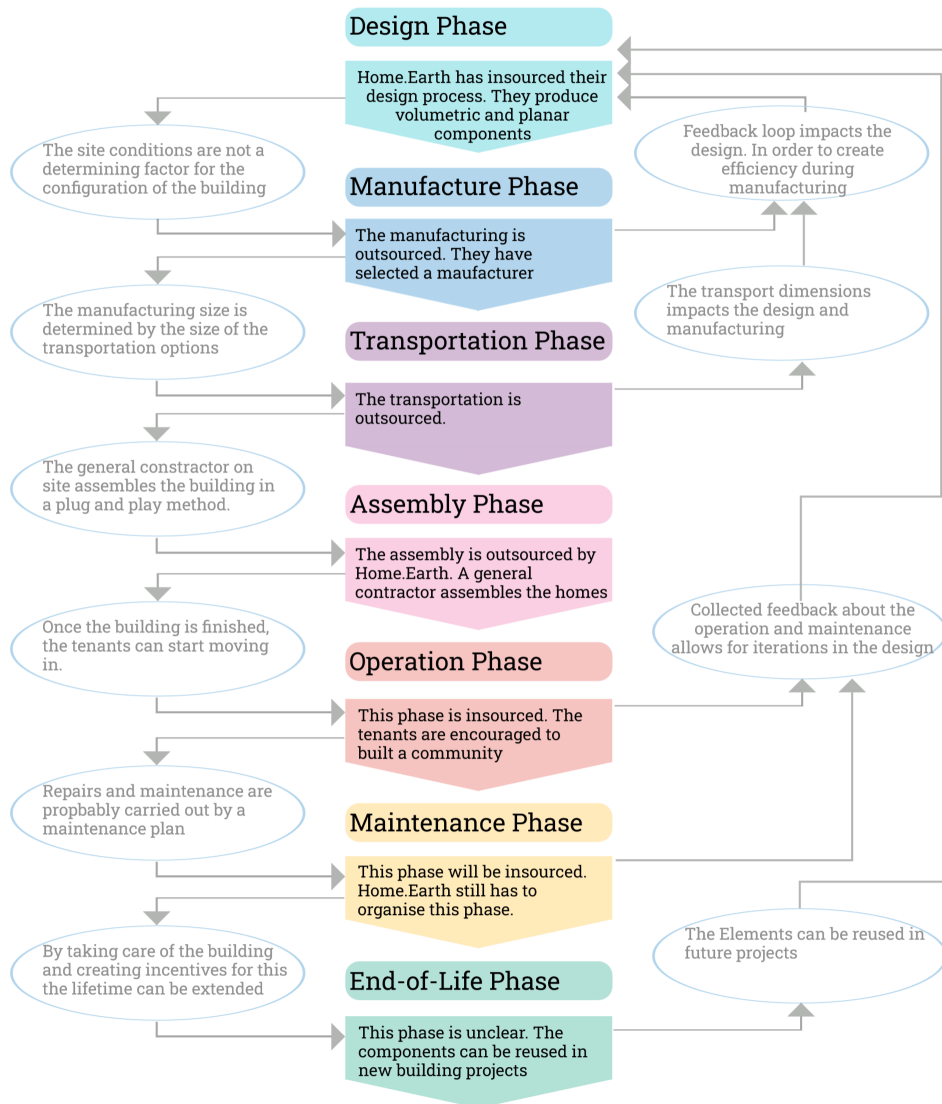 Design Phase
Home.Earth has insourced their
design process. They produce
volumetric and planar
components
The site conditions are not a
determining factor for the
configuration of the building
Feedback loop impacts the
design. In order to create
efficiency during
manufacturing
Manufacture Phase
The manufacturing is
outsourced. They have
selected a maufacturer
The manufacturing size is
determined by the size of the
transportation options
The transport dimensions
impacts the design and
manufacturing
Transportation Phase
The transportation is
outsourced.
The general constractor on
site assembles the building in
a plug and play method.
Assembly Phase
The assembly is outsourced by
Home.Earth. A general
contractor assembles the homes
Once the building is finished,
the tenants can start moving
in.
Collected feedback about the
operation and maintenance
allows for iterations in the design
Operation Phase
This phase is insourced. The
tenants are encouraged to
built a community
Repairs and maintenance are
propbably carried out by a
maintenance plan
Maintenance Phase
This phase will be insourced.
Home.Earth still has to
organise this phase.
By taking care of the building
and creating incentives for this
the lifetime can be extended
The Elements can be reused in
future projects
End-of-Life Phase
This phase is unclear. The
components can be reused in
new building projects